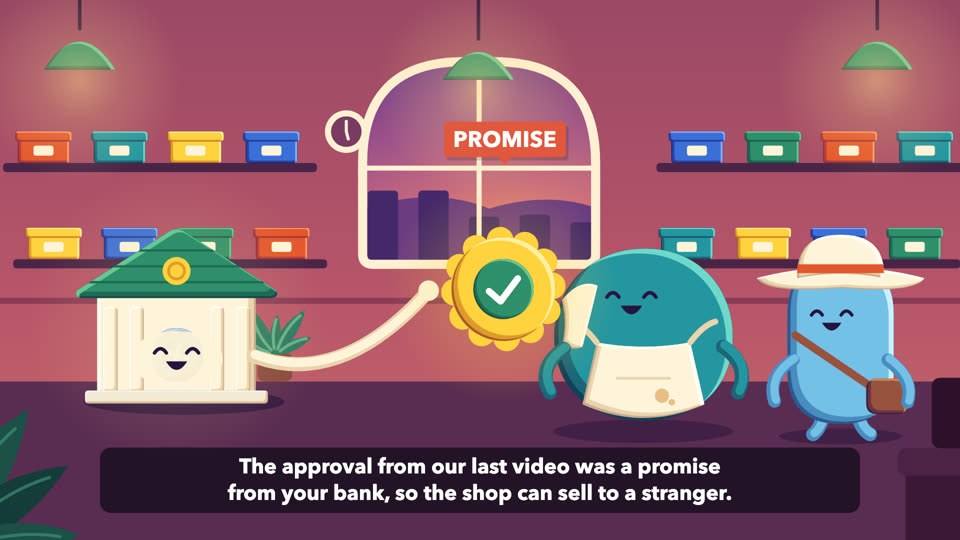 PROMISE
The approval from our last video was a promise
from your bank, so the shop can sell to a stranger.